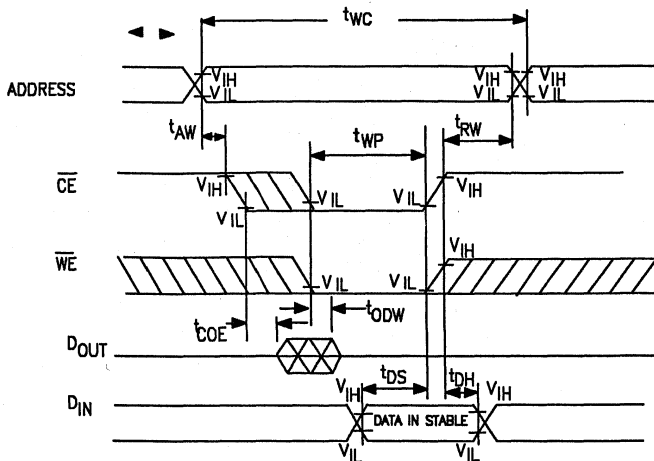 tWC
ADDRESS
VIH VIH VIH
VIL VIL VIL
tAW tWP tRW
CE
VIH VIH
VIL VIL VIL
WE
VIH
VIL VIL
tCOE tODW
DOUT
tDS tDH
DIN
VIH VIH
DATA IN STABLE
VIL VIL